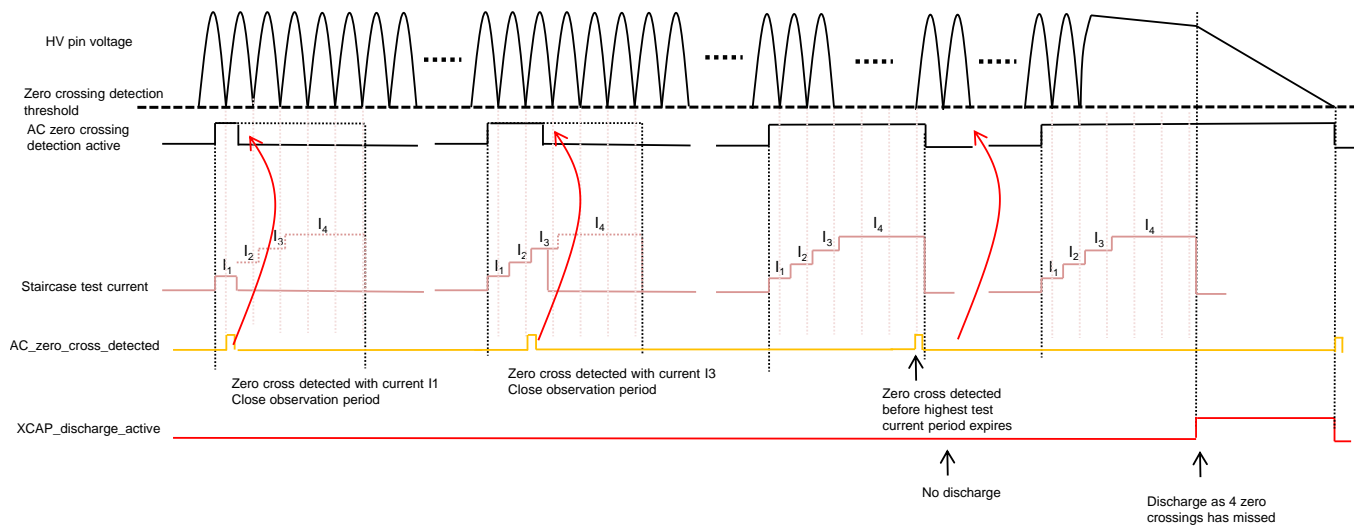 HV pin voltage
Zero crossing detection
threshold
AC zero crossing
detection active
I1
I2
I3
I4
I1
I2
I3
I4
I1
I2
I3
I4
I1
I2
I3
I4
Staircase test current
AC_zero_cross_detected
Zero cross detected with current I1
Close observation period
Zero cross detected with current I3
Close observation period
Zero cross detected
before highest test
current period expires
XCAP_discharge_active
No discharge
Discharge as 4 zero
crossings has missed